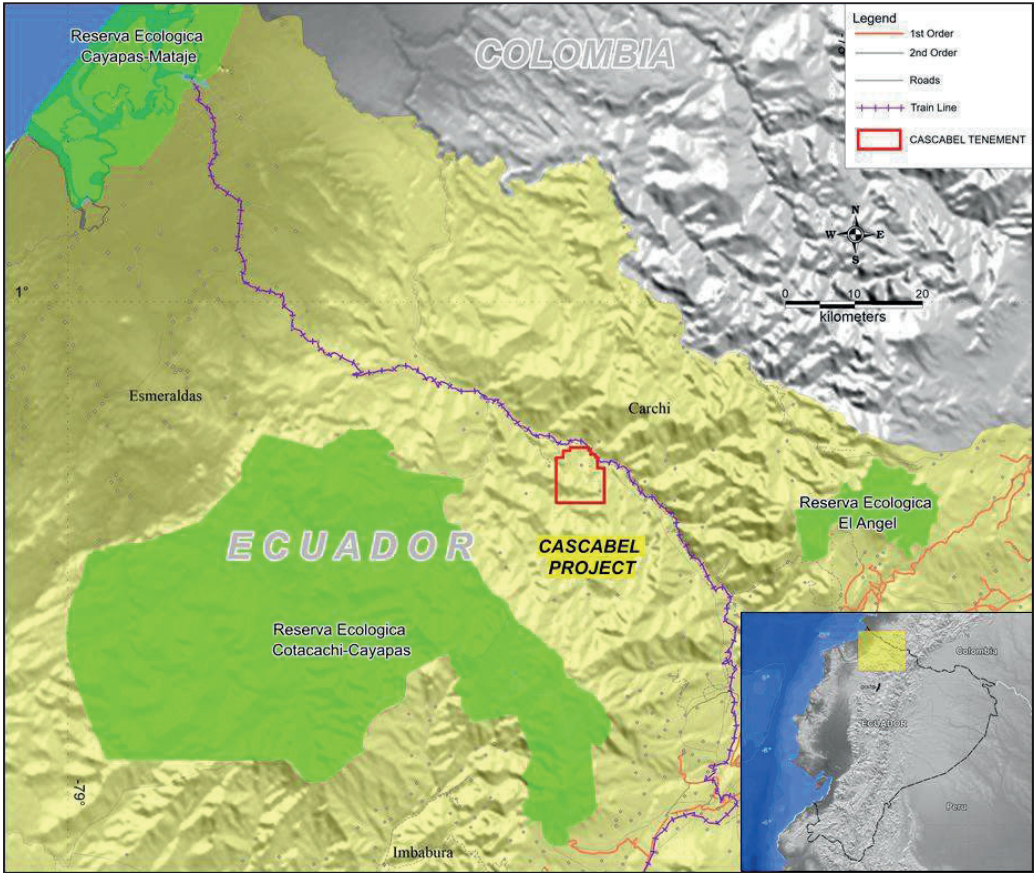 Reserva Ecologica
Cayapas-Mataje
COLOMBIA
Legend
1st Order
2nd Order
Roads
Train Line
CASCABEL TENEMENT
N
W E
S
1°
0 10 20
kilometers
Esmeraldas
Carchi
Reserva Ecologica
El Angel
ECUADOR
CASCABEL
PROJECT
Reserva Ecologica
Cotacachi-Cayapas
-79°
Imbabura
Colombia
ECUADOR
Peru